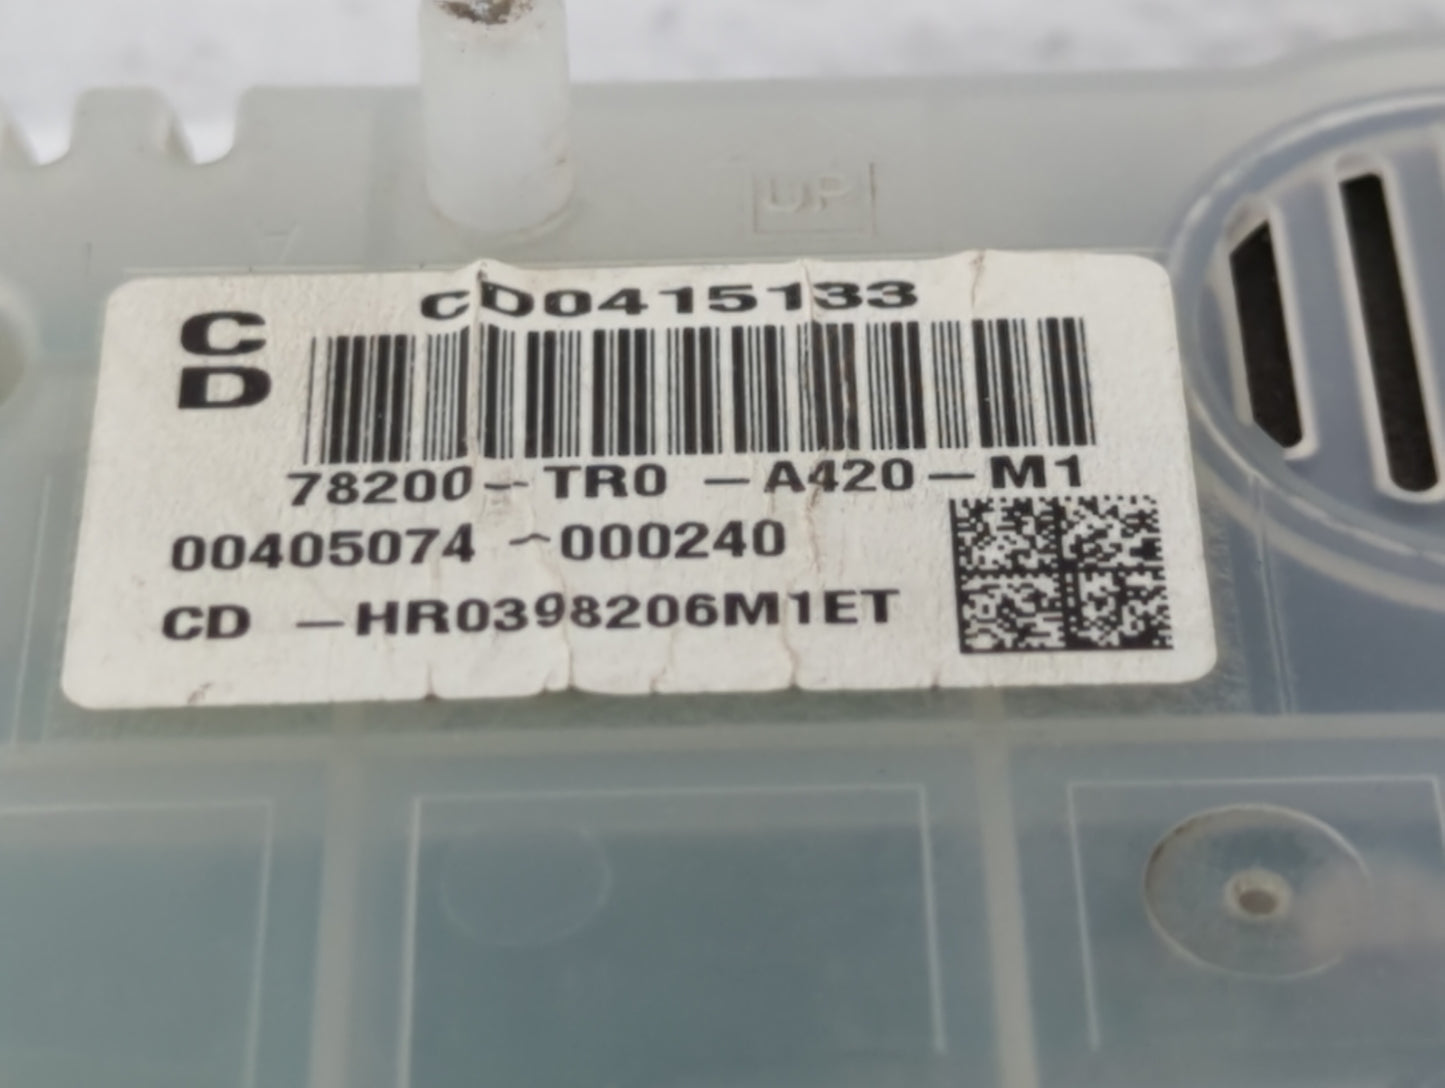 UP
CD0415133
C
D
78200-TR0 -A420-M1
00405074 -000240
CD -HR0398206M1ET